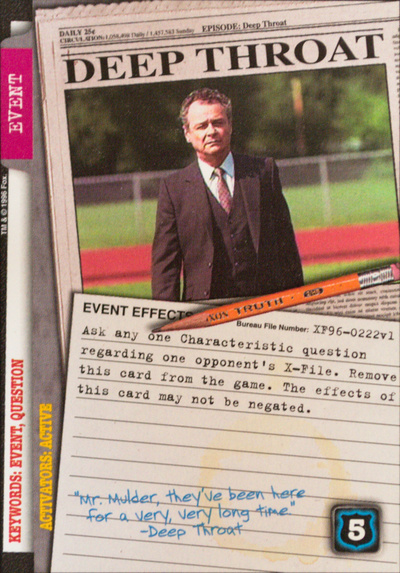 DAILY 25¢
EPISODE: Deep Throat
DEEP THROAT
EVENT
TM & © 1996 Fox.
KEYWORDS: EVENT, QUESTION
ACTIVATORS: ACTIVE
TRUTH
EVENT EFFECTS
Bureau File Number: XF96-0222v1
Ask any one Characteristic question
regarding one opponent's X-File. Remove
this card from the game. The effects of
this card may not be negated.
"Mr. Mulder, they've been here
for a very, very long time"
-Deep Throat
5